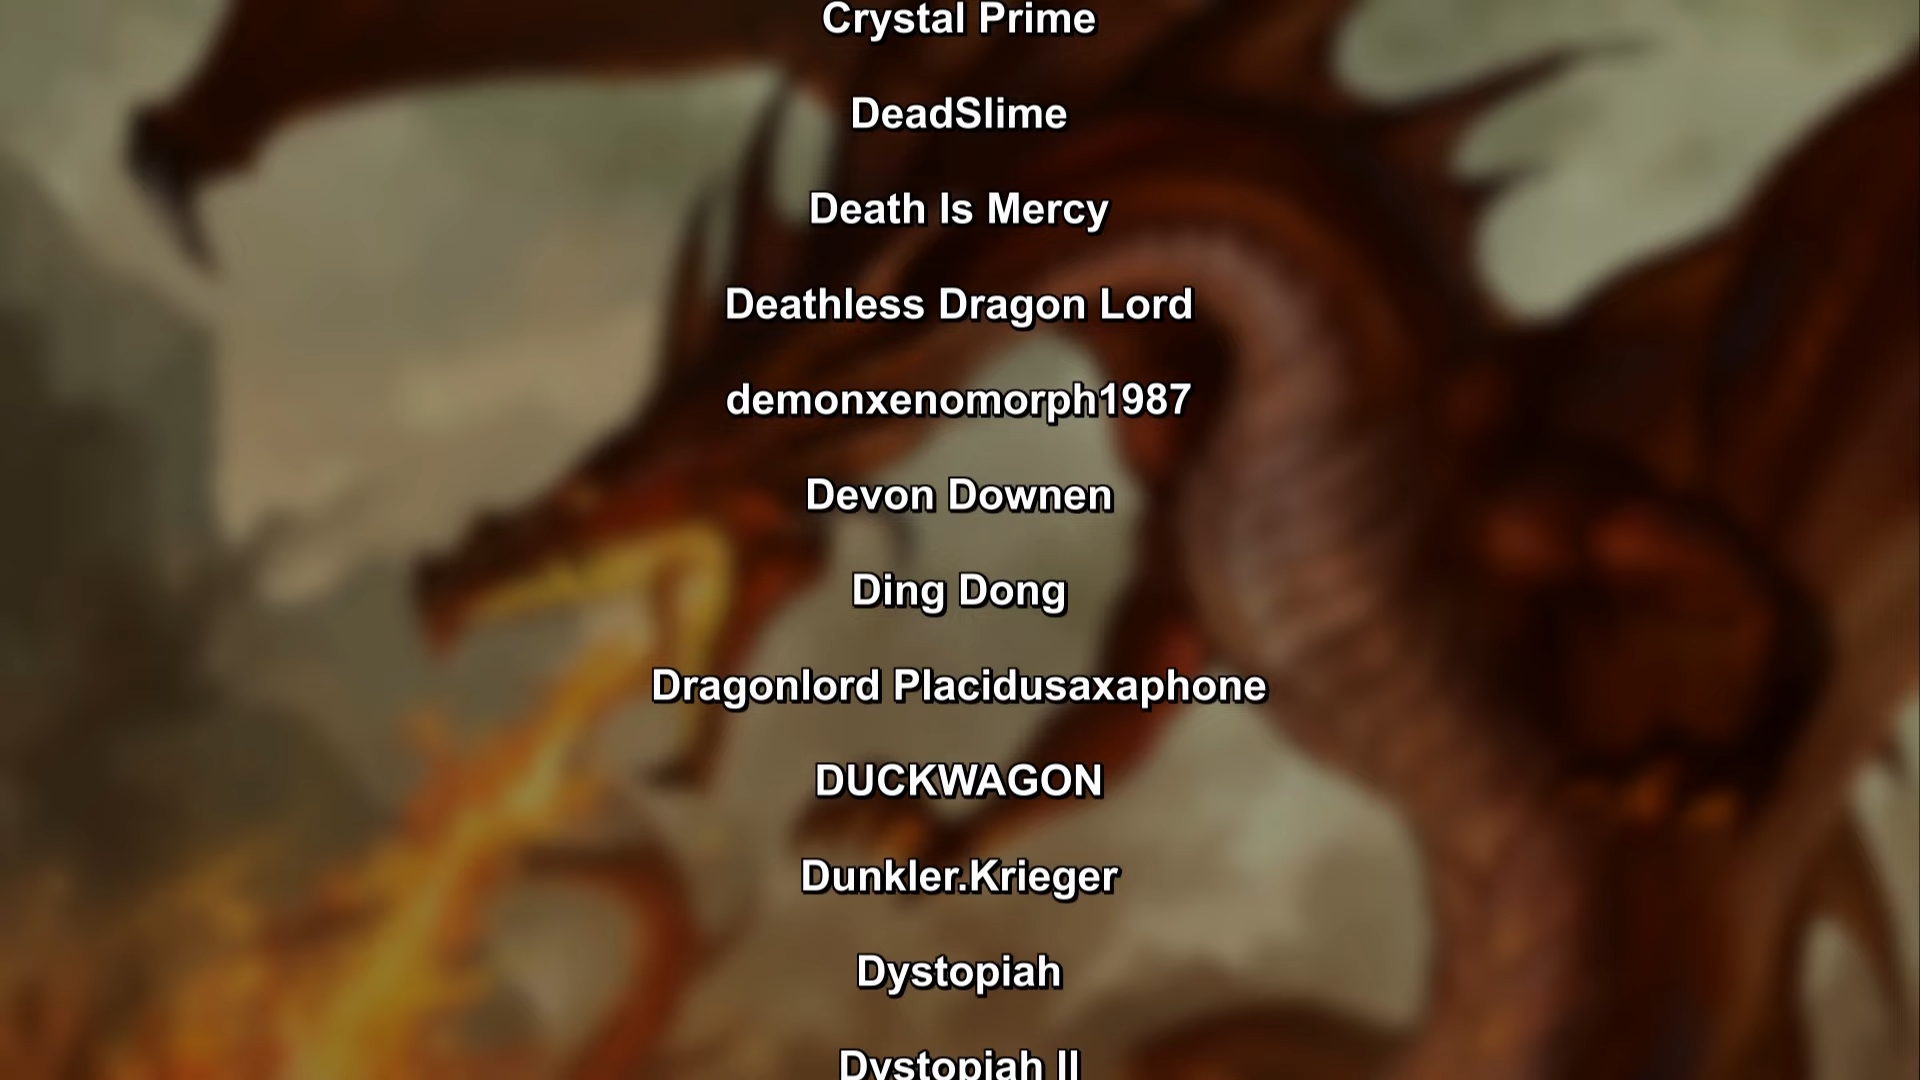 Crystal Prime
DeadSlime
Death Is Mercy
Deathless Dragon Lord
demonxenomorph1987
Devon Downen
Ding Dong
Dragonlord Placidusaxaphone
DUCKWAGON
Dunkler.Krieger
Dystopiah
Dystopiah II